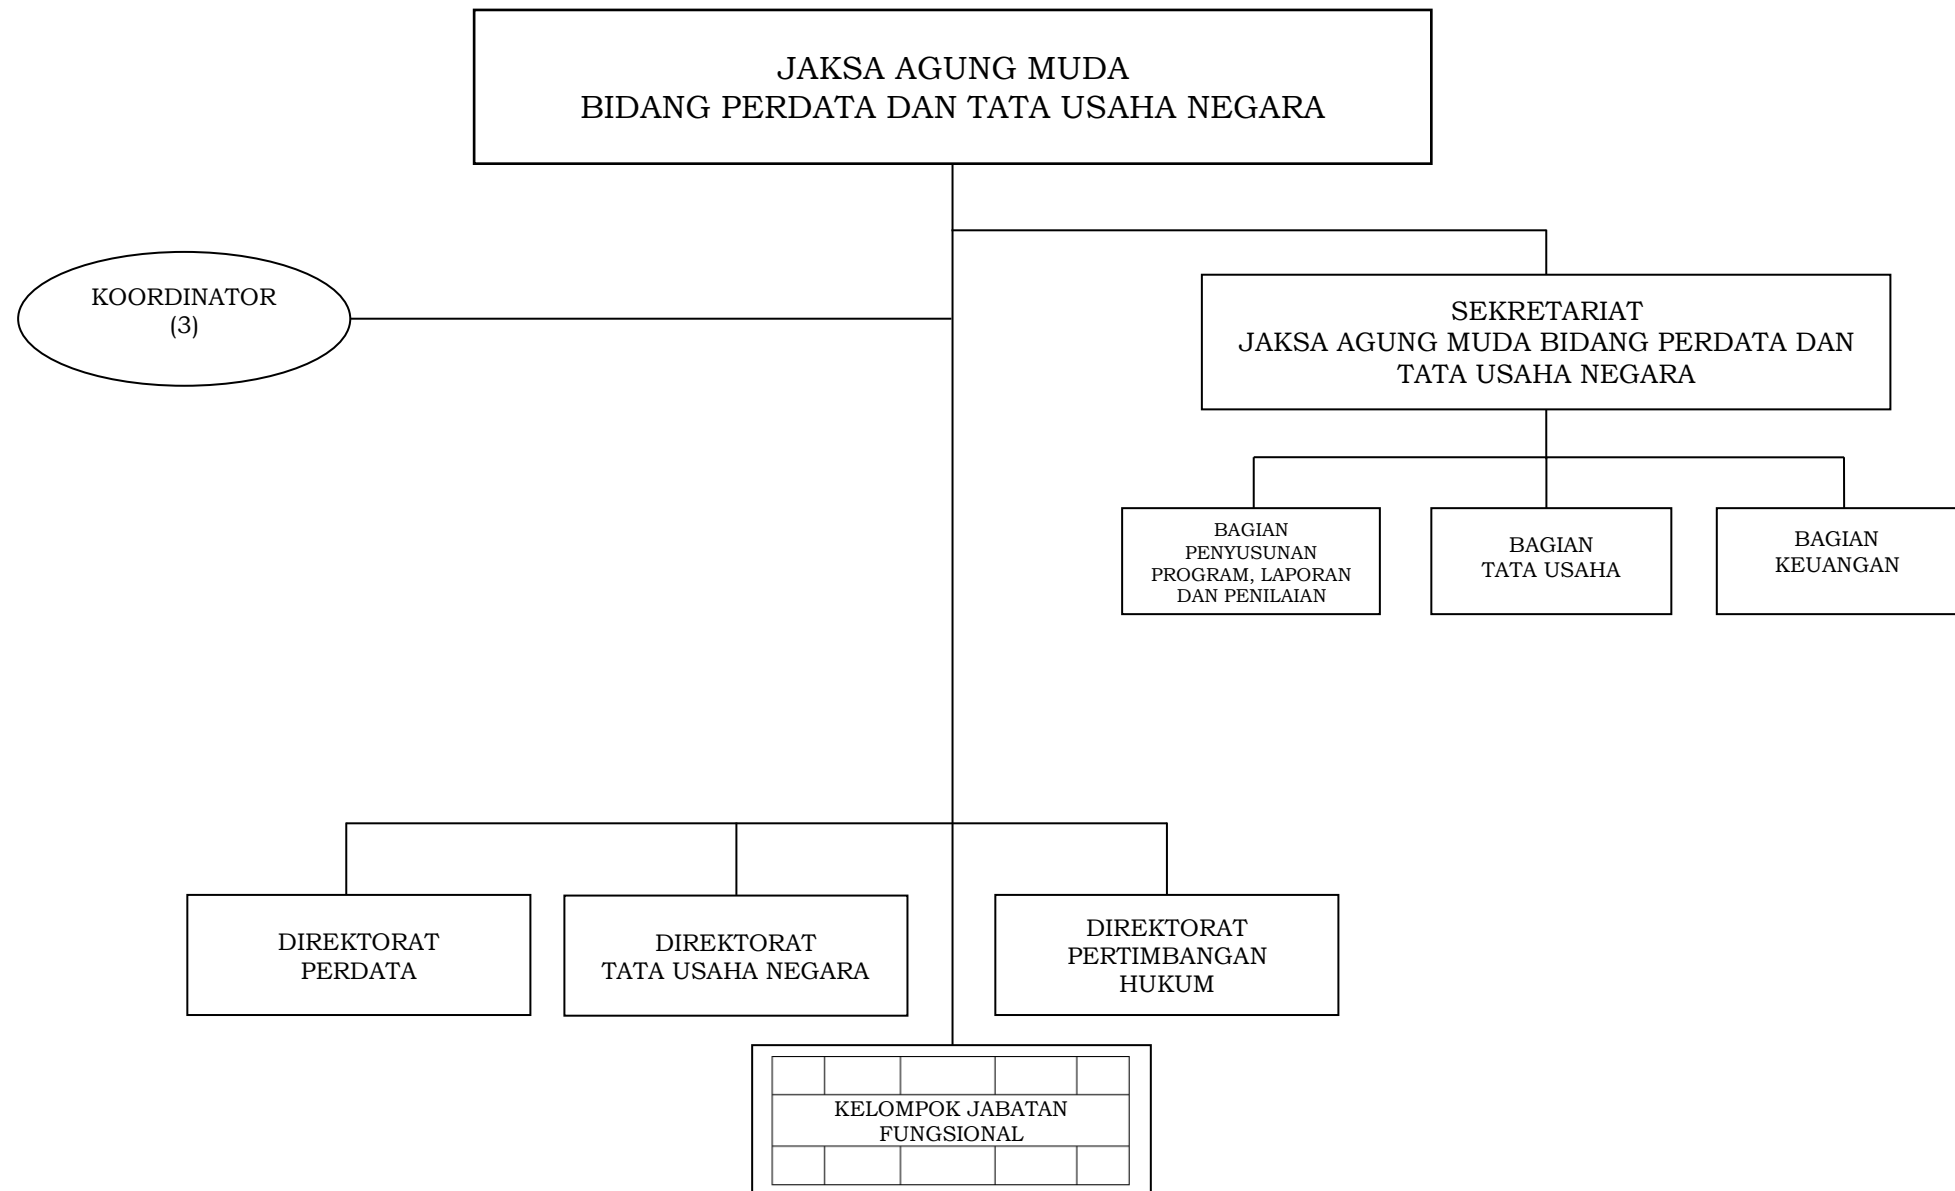 JAKSA AGUNG MUDA
BIDANG PERDATA DAN TATA USAHA NEGARA
KOORDINATOR
(3)
SEKRETARIAT
JAKSA AGUNG MUDA BIDANG PERDATA DAN
TATA USAHA NEGARA
BAGIAN
PENYUSUNAN
PROGRAM, LAPORAN
DAN PENILAIAN
BAGIAN
TATA USAHA
BAGIAN
KEUANGAN
DIREKTORAT
PERDATA
DIREKTORAT
TATA USAHA NEGARA
DIREKTORAT
PERTIMBANGAN
HUKUM
KELOMPOK JABATAN
FUNGSIONAL